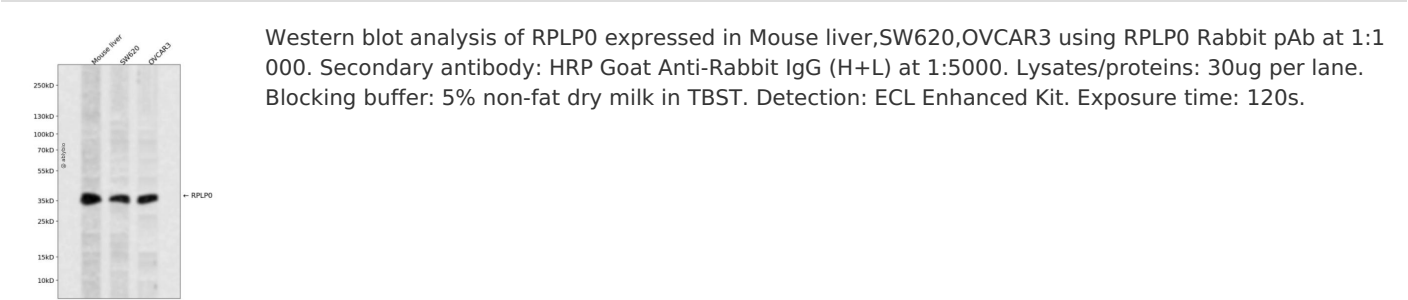 Mouse liver
SW620
OVCAR3
250kD
130kD
100kD
70kD
55kD
35kD
25kD
15kD
10kD
@ ablybio
← RPLP0
Western blot analysis of RPLP0 expressed in Mouse liver,SW620,OVCAR3 using RPLP0 Rabbit pAb at 1:1
000. Secondary antibody: HRP Goat Anti-Rabbit IgG (H+L) at 1:5000. Lysates/proteins: 30ug per lane.
Blocking buffer: 5% non-fat dry milk in TBST. Detection: ECL Enhanced Kit. Exposure time: 120s.